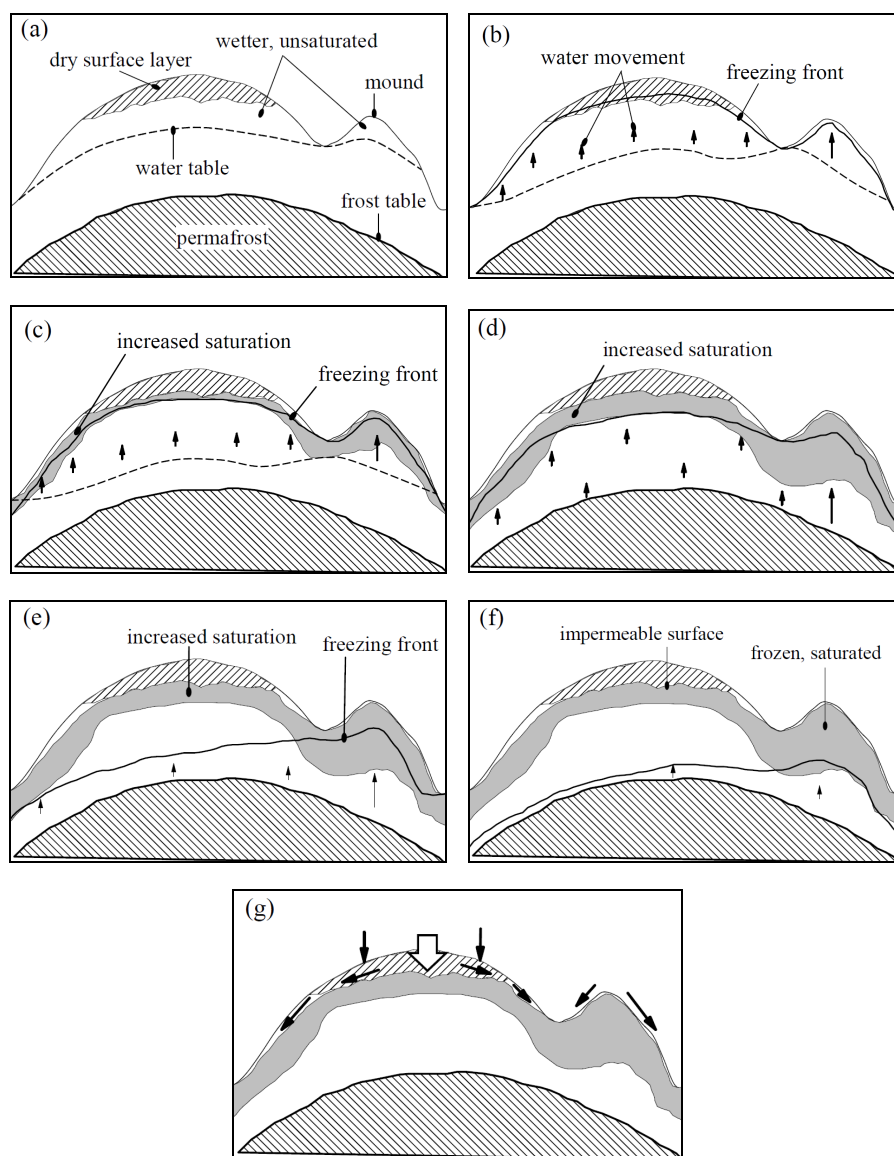 (a)
wetter, unsaturated
dry surface layer
mound
water table
frost table
permafrost
(b)
water movement
freezing front
(c)
increased saturation
freezing front
(d)
increased saturation
(e)
increased saturation
freezing front
(f)
impermeable surface
frozen, saturated
(g)